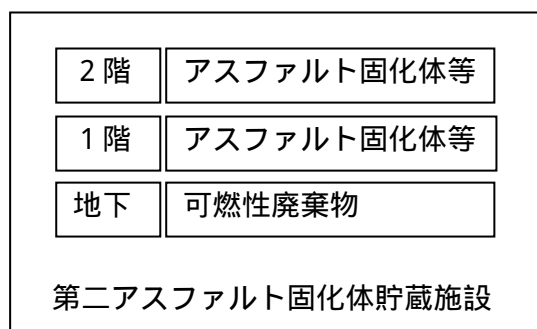 2階 アスファルト固化体等
1階 アスファルト固化体等
地下 可燃性廃棄物
第二アスファルト固化体貯蔵施設